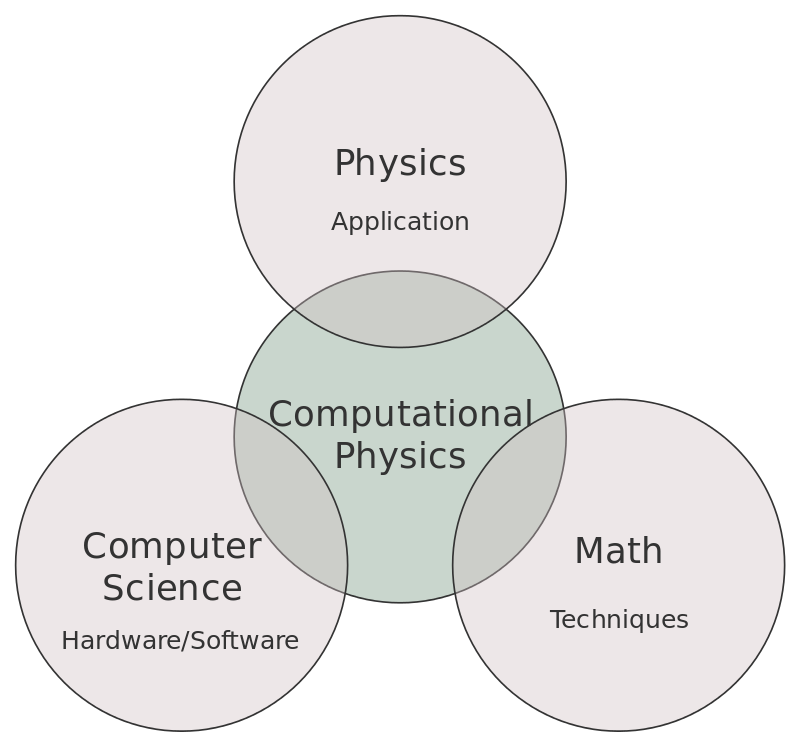 Physics
Application
Computational
Physics
Computer
Science
Hardware/Software
Math
Techniques